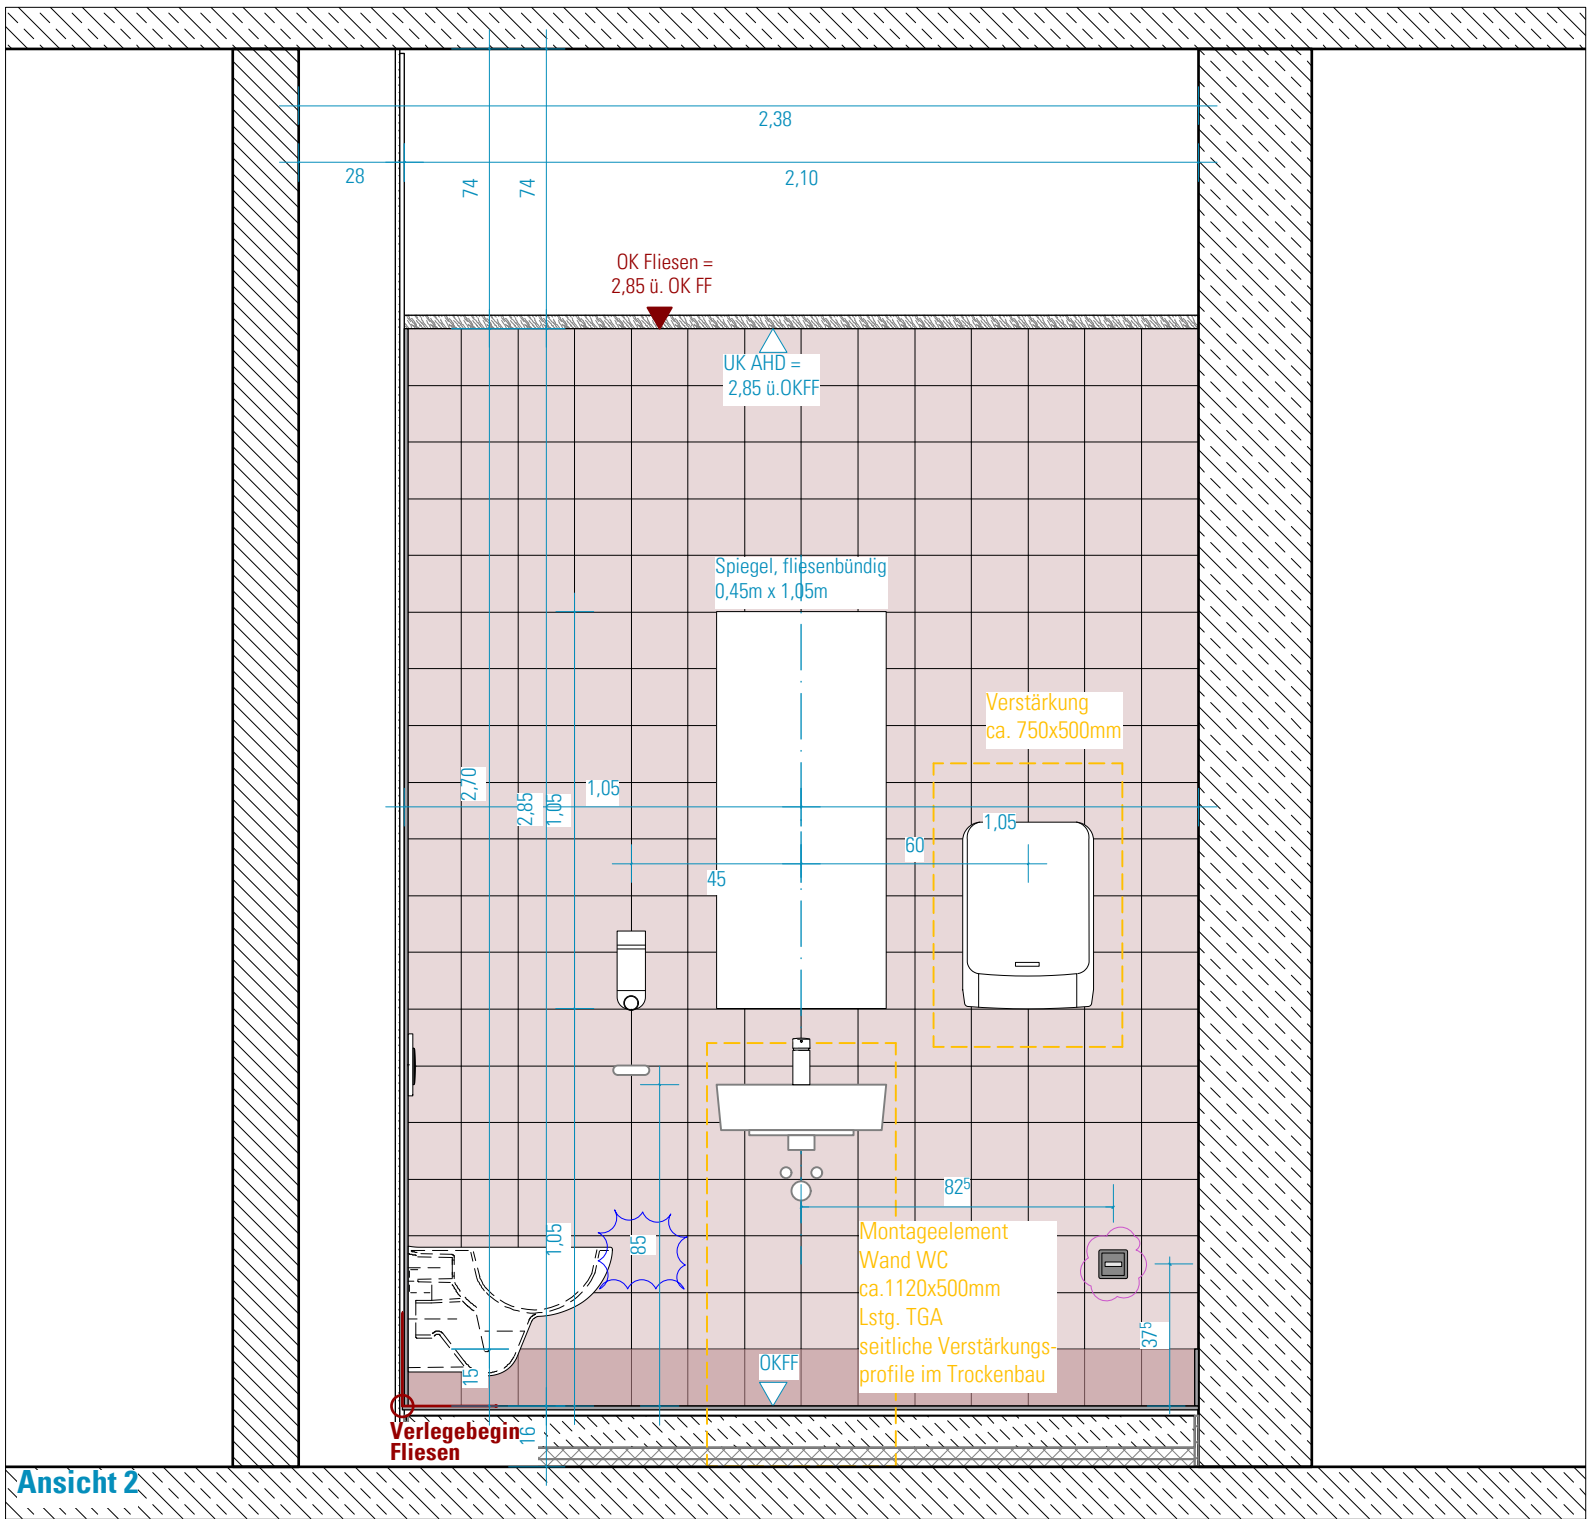 2,38
28
74
74
2,10
OK Fliesen =
2,85 ü. OK FF
UK AHD =
2,85 ü.OKFF
Spiegel, fliesenbündig
0,45m x 1,05m
Verstärkung
ca. 750x500mm
2,70
2,85
1,05
1,05
1,05
60
45
82⁵
1,05
85
Montageelement
Wand WC
ca.1120x500mm
Lstg. TGA
seitliche Verstärkungs-
profile im Trockenbau
37⁵
15
OKFF
Verlegebegin
Fliesen
16
Ansicht 2